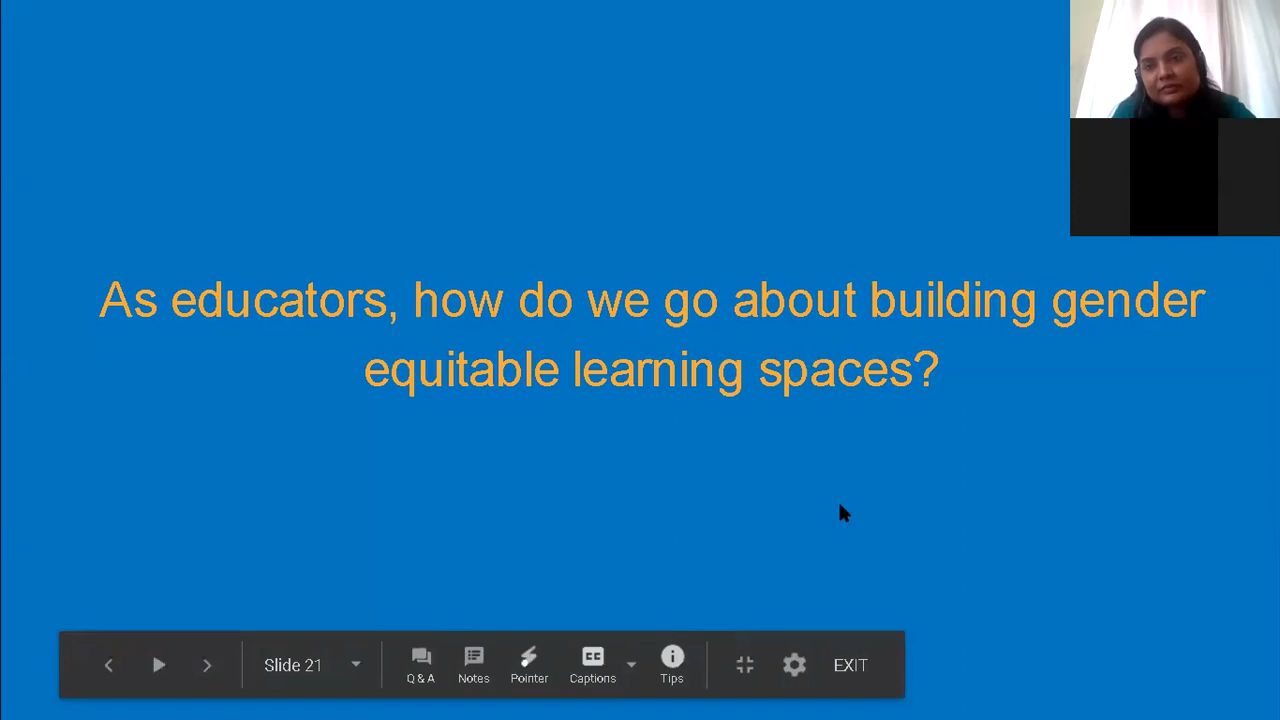 As educators, how do we go about building gender
equitable learning spaces?
Slide 21
Q & A
Notes
Pointer
CC
Captions
Tips
EXIT